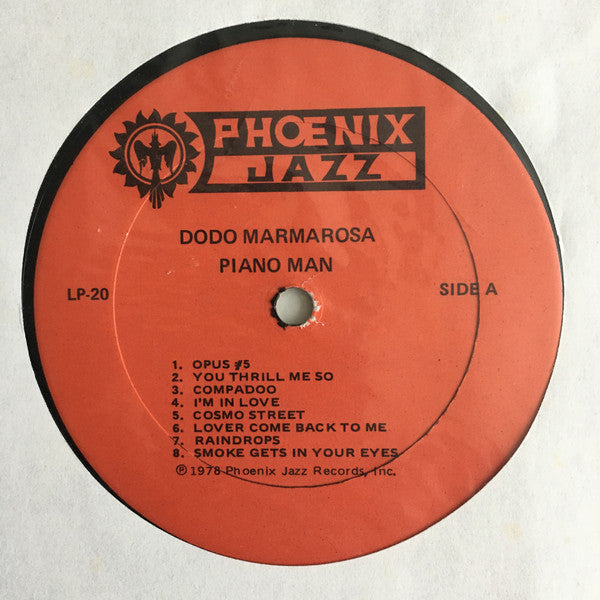 PHŒNIX
JAZZ
DODO MARMAROSA
PIANO MAN
LP-20
SIDE A
1. OPUS #5
2. YOU THRILL ME SO
3. COMPADOO
4. I'M IN LOVE
5. COSMO STREET
6. LOVER COME BACK TO ME
7. RAINDROPS
8. SMOKE GETS IN YOUR EYES
℗ 1978 Phoenix Jazz Records, Inc.